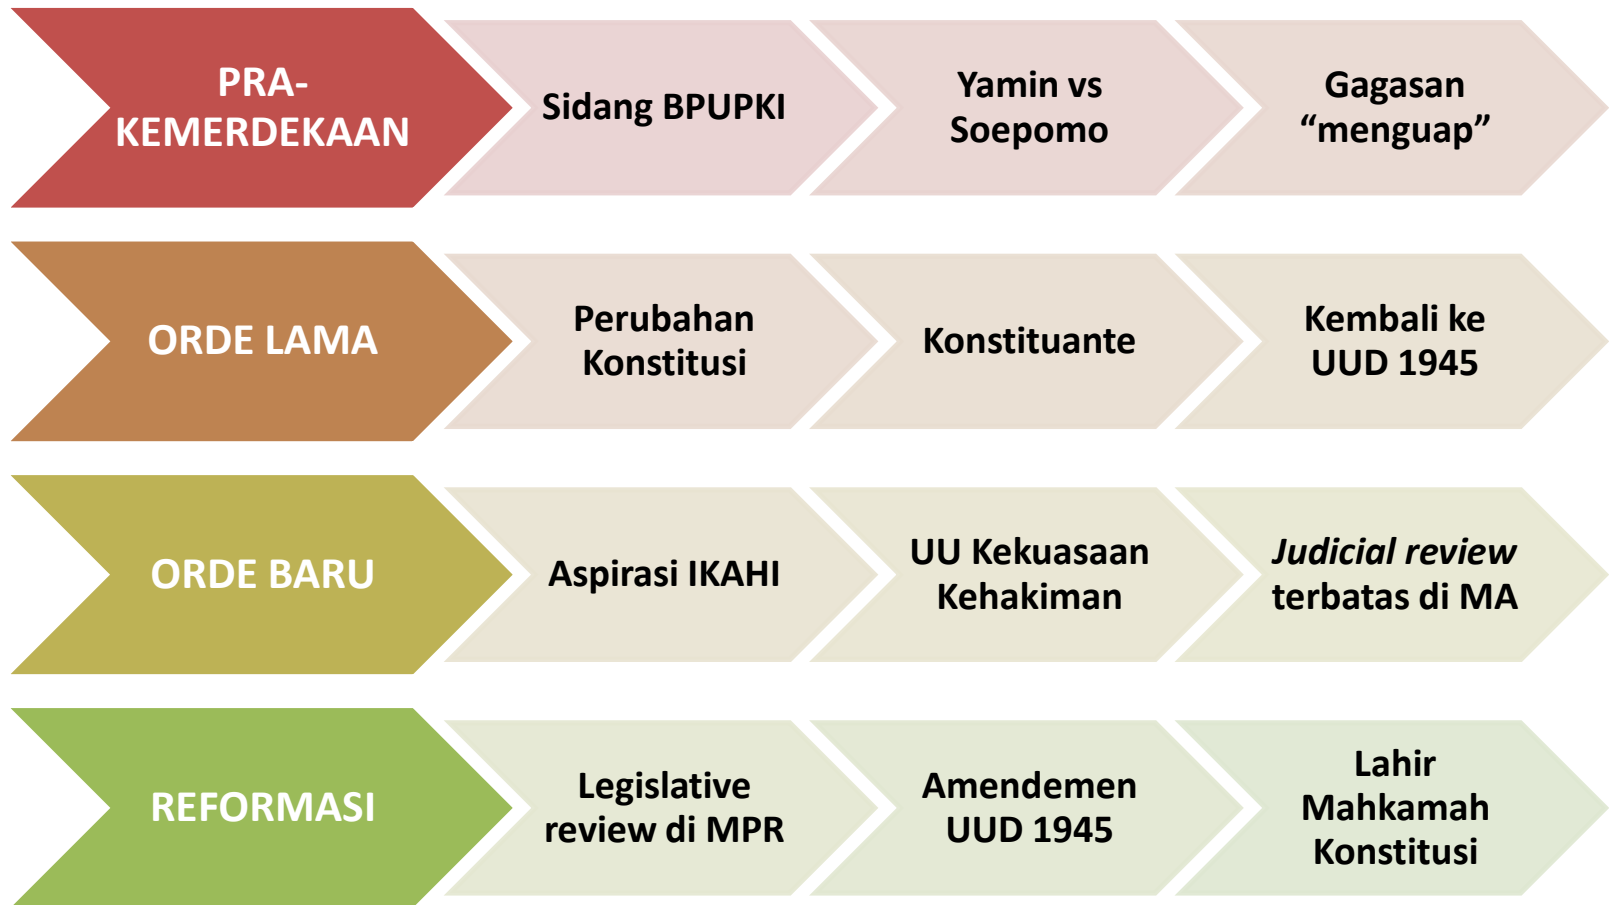 PRA-
KEMERDEKAAN
Sidang BPUPKI
Yamin vs
Soepomo
Gagasan
“menguap”
ORDE LAMA
Perubahan
Konstitusi
Konstituante
Kembali ke
UUD 1945
ORDE BARU
Aspirasi IKAHI
UU Kekuasaan
Kehakiman
Judicial review
terbatas di MA
REFORMASI
Legislative
review di MPR
Amendemen
UUD 1945
Lahir
Mahkamah
Konstitusi